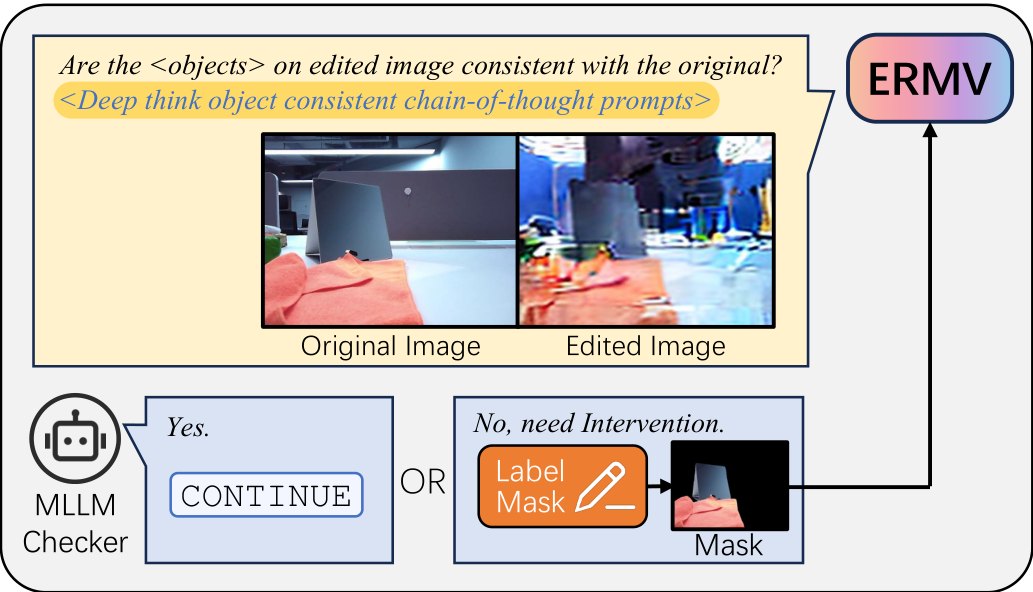 Are the <objects> on edited image consistent with the original?
<Deep think object consistent chain-of-thought prompts>
ERMV
Original Image
Edited Image
MLLM
Checker
Yes.
CONTINUE
OR
No, need Intervention.
Label
Mask
Mask